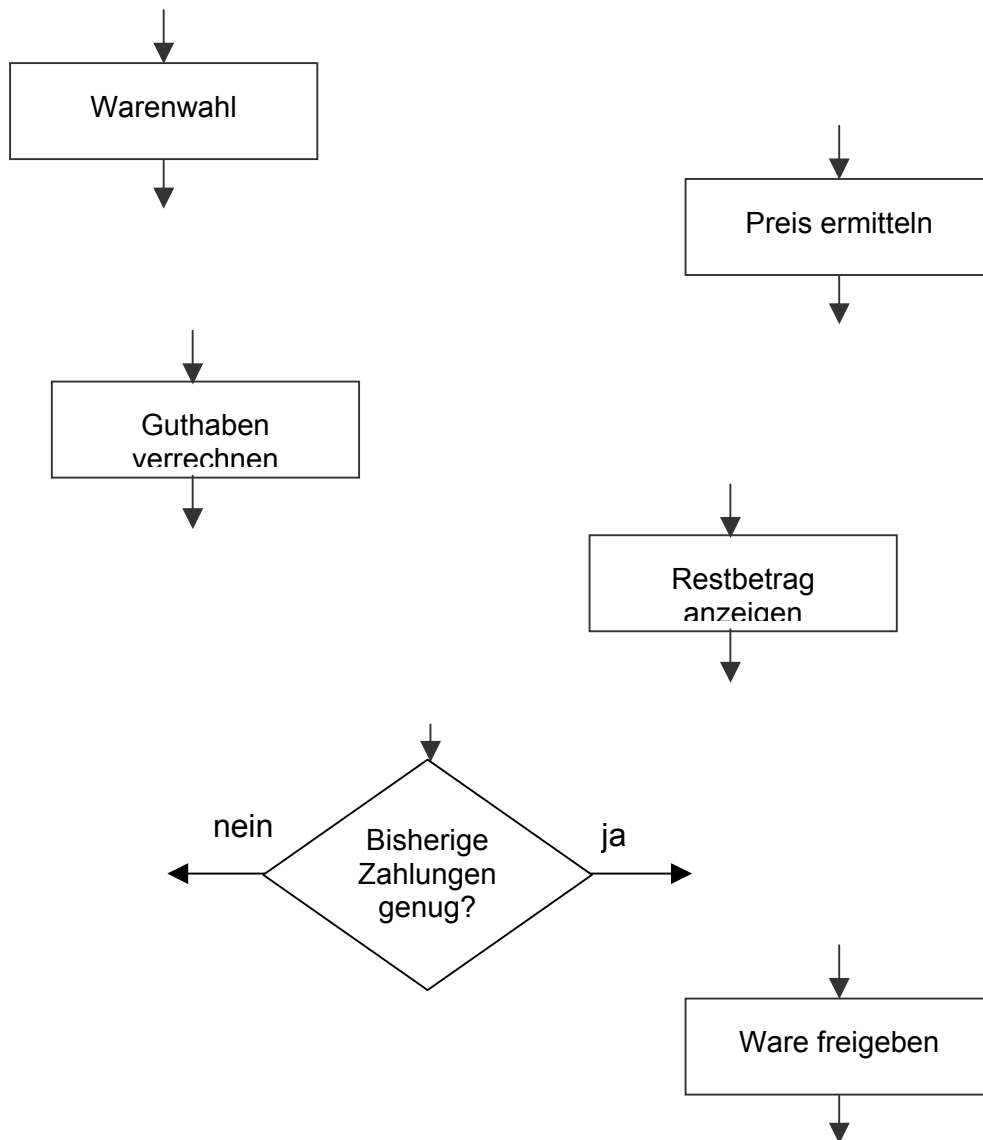 Warenwahl
Preis ermitteln
Guthaben
verrechnen
Restbetrag
anzeigen
nein
ja
Bisherige
Zahlungen
genug?
Ware freigeben